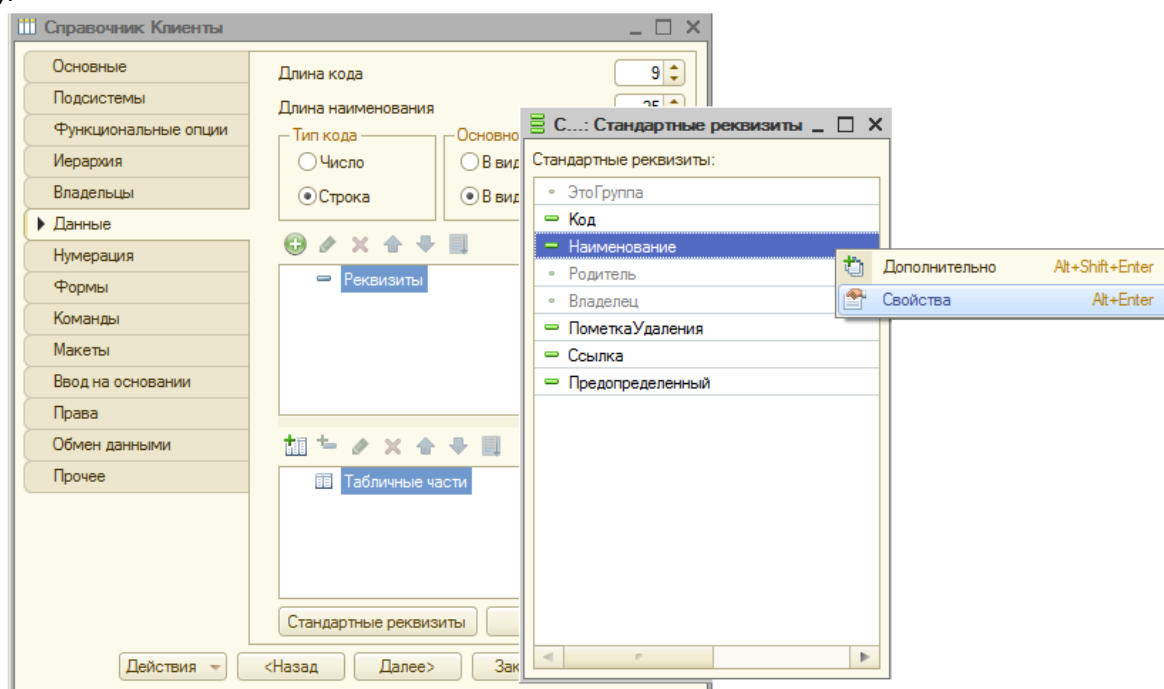 Справочник Клиенты
Основные
Подсистемы
Функциональные опции
Иерархия
Владельцы
Данные
Нумерация
Формы
Команды
Макеты
Ввод на основании
Права
Обмен данными
Прочее
Длина кода 9
Длина наименования 25
Тип кода
Число
Строка
Реквизиты
Табличные части
Стандартные реквизиты
Действия <Назад Далее>
С...: Стандартные реквизиты
Стандартные реквизиты:
ЭтоГруппа
Код
Наименование
Родитель
Владелец
ПометкаУдаления
Ссылка
Предопределенный
Дополнительно Alt+Shift+Enter
Свойства Alt+Enter